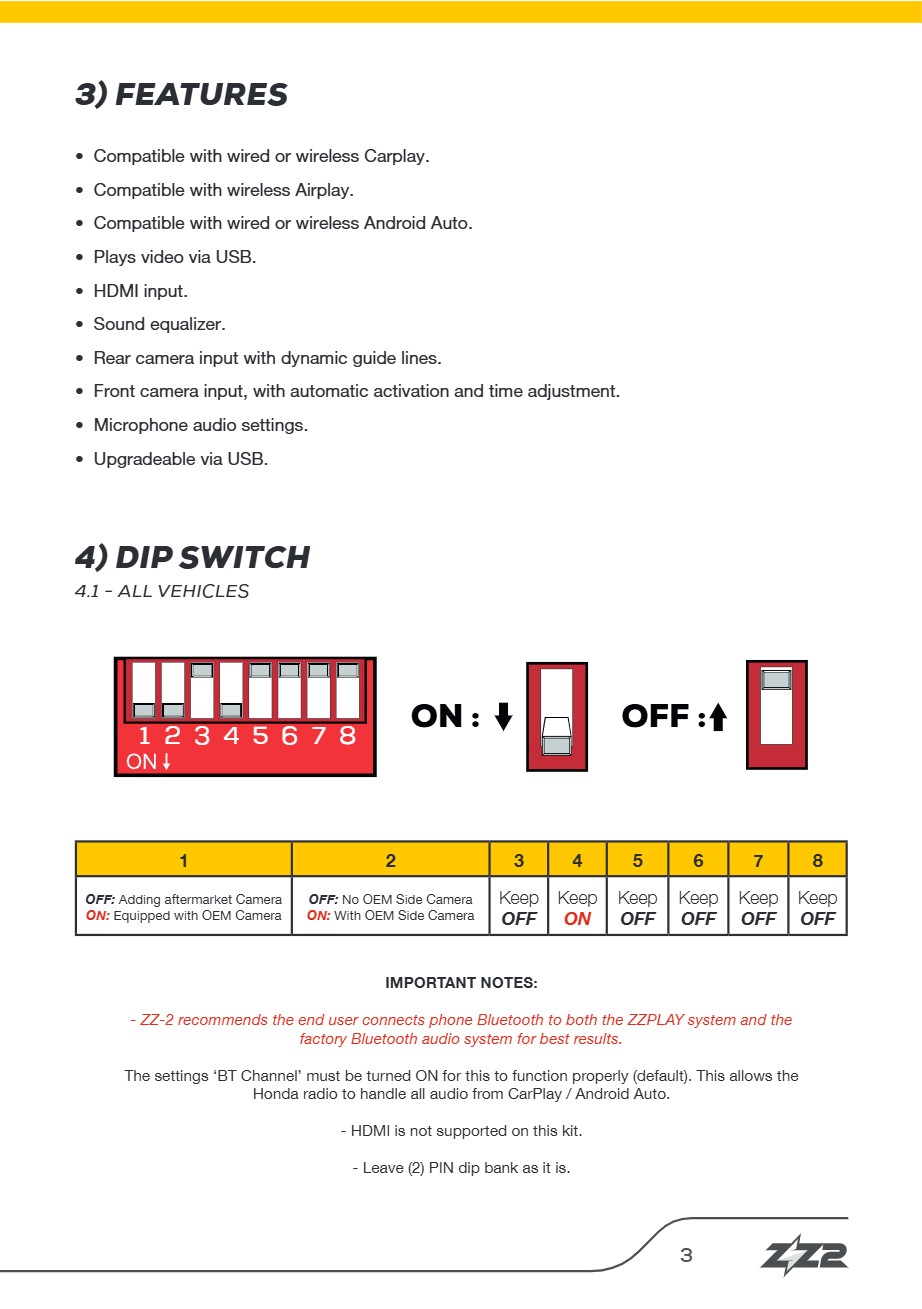 3) FEATURES
• Compatible with wired or wireless Carplay.
• Compatible with wireless Airplay.
• Compatible with wired or wireless Android Auto.
• Plays video via USB.
• HDMI input.
• Sound equalizer.
• Rear camera input with dynamic guide lines.
• Front camera input, with automatic activation and time adjustment.
• Microphone audio settings.
• Upgradeable via USB.
4) DIP SWITCH
4.1 - ALL VEHICLES
1 2 3 4 5 6 7 8
ON↓
ON : ↓
OFF :↑
1 2 3 4 5 6 7 8
OFF: Adding aftermarket Camera
ON: Equipped with OEM Camera
OFF: No OEM Side Camera
ON: With OEM Side Camera
Keep
OFF
Keep
ON
Keep
OFF
Keep
OFF
Keep
OFF
Keep
OFF
IMPORTANT NOTES:
- ZZ-2 recommends the end user connects phone Bluetooth to both the ZZPLAY system and the
factory Bluetooth audio system for best results.
The settings ‘BT Channel’ must be turned ON for this to function properly (default). This allows the
Honda radio to handle all audio from CarPlay / Android Auto.
- HDMI is not supported on this kit.
- Leave (2) PIN dip bank as it is.
3
ZZ2